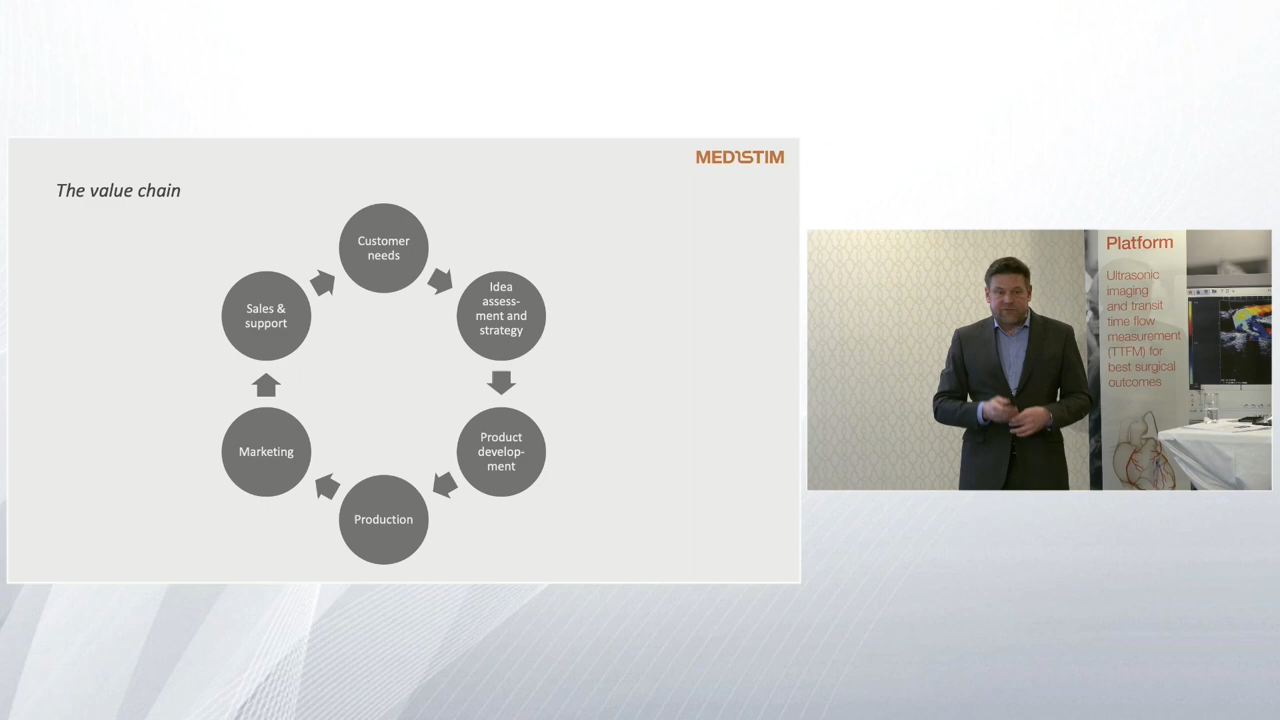 MEDISTIM
The value chain
Customer
needs
Idea
assess-
ment and
strategy
Product
develop-
ment
Production
Marketing
Sales &
support
Platform
Ultrasonic
imaging
and transit
time flow
measurement
(TTFM) for
best surgical
outcomes